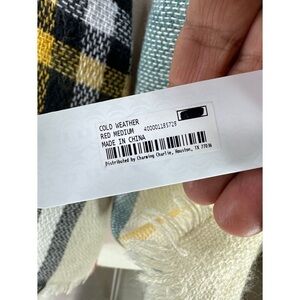 COLD WEATHER
RED MEDIUM 400001185729
MADE IN CHINA
Distributed by Charming Charlie, Houston, TX 77036